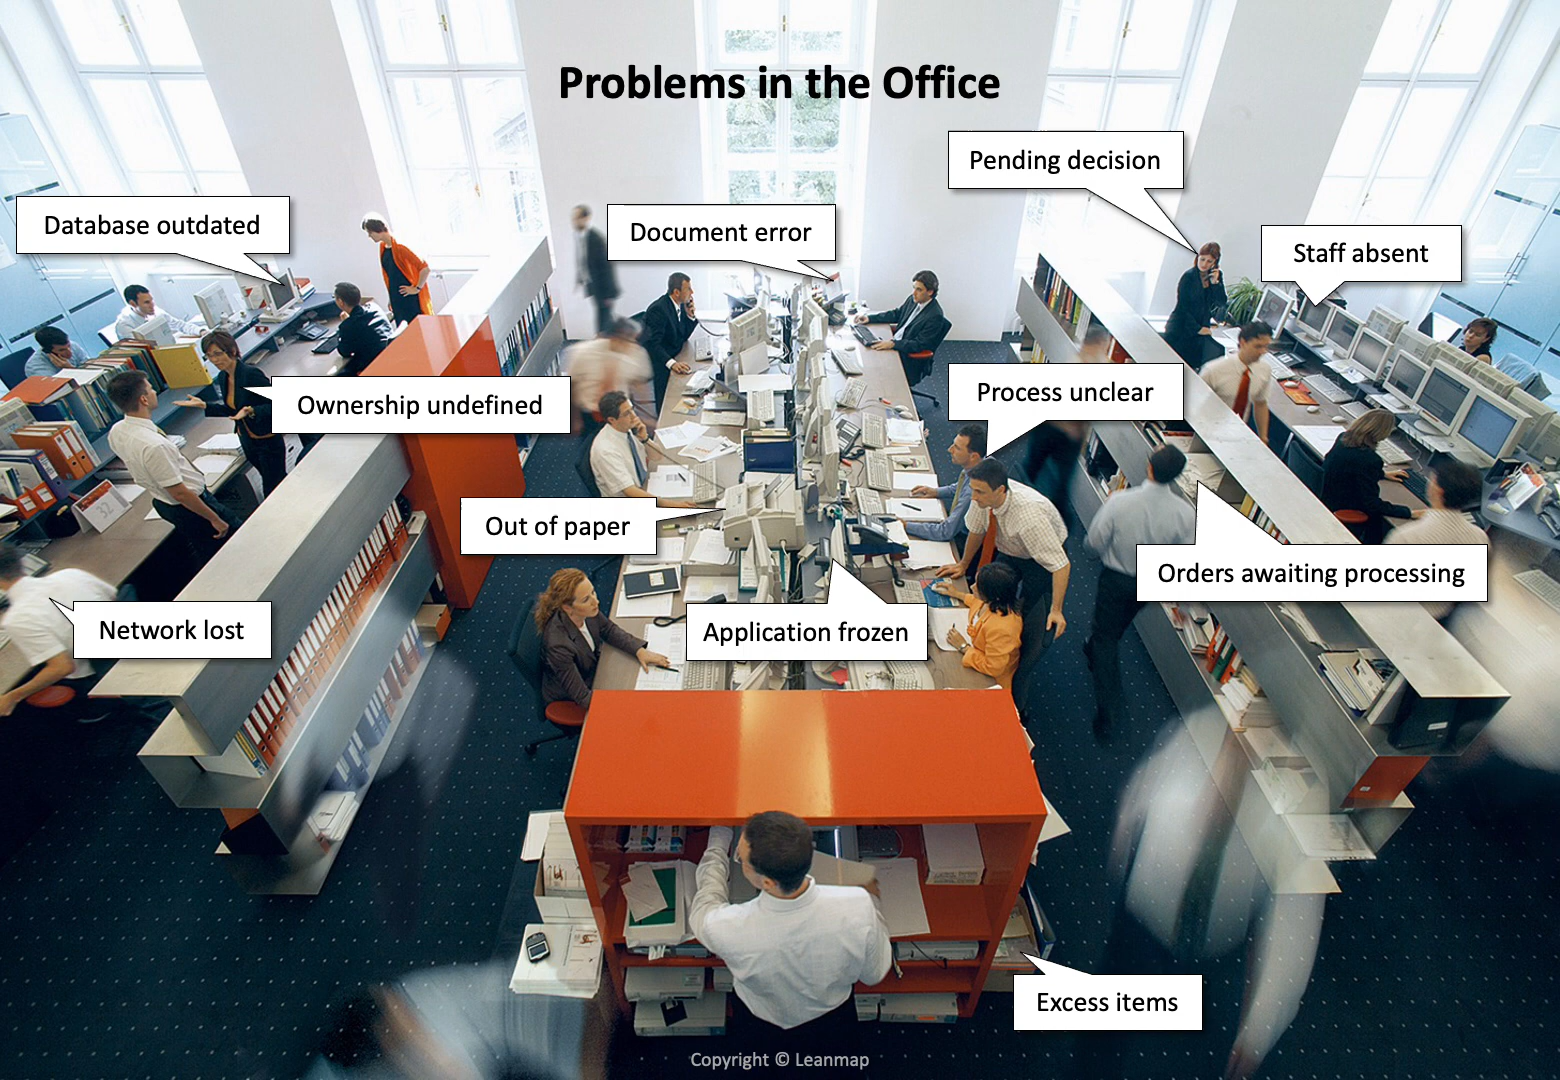 Problems in the Office
Pending decision
Database outdated
Document error
Staff absent
Ownership undefined
Process unclear
Out of paper
Orders awaiting processing
Network lost
Application frozen
32
Excess items
Copyright © Leanmap